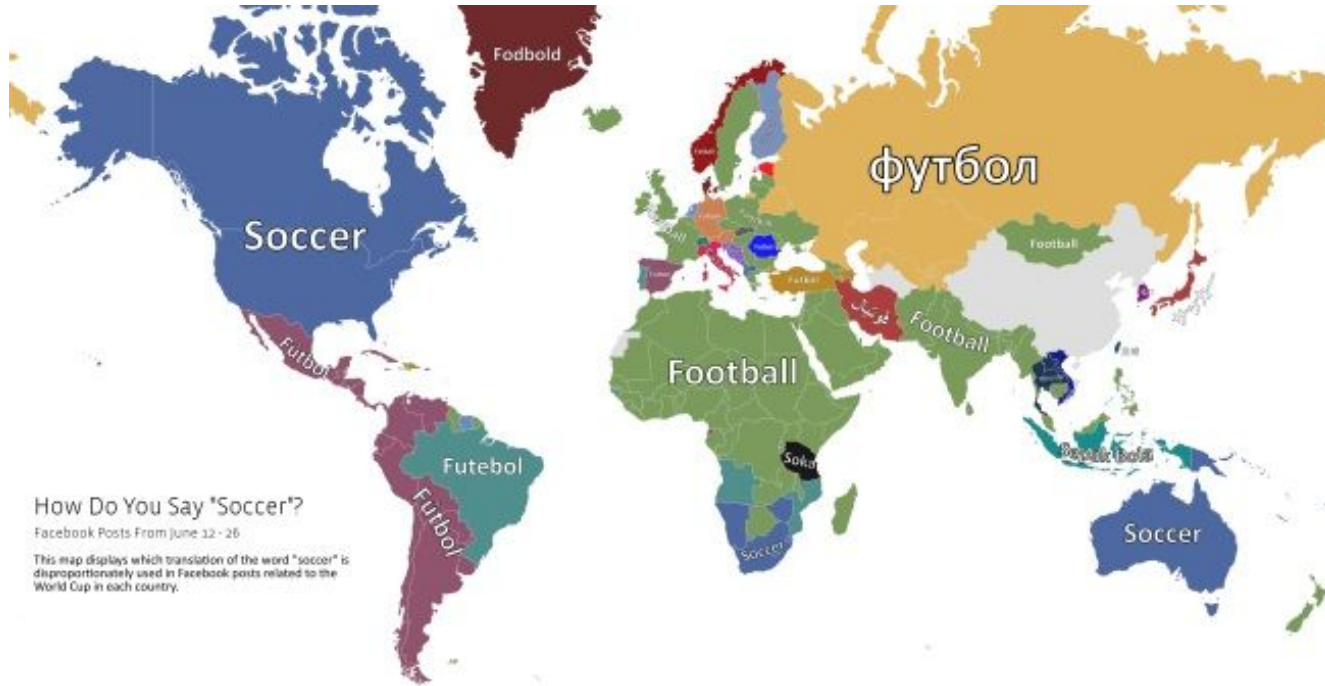 Fodbold
Soccer
футбол
Football
Futbol
Football
Football
Futbol
Football
Soka
Futebol
Futbol
Soccer
Soccer
How Do You Say "Soccer"?
Facebook Posts From June 12 - 26
This map displays which translation of the word "soccer" is
disproportionately used in Facebook posts related to the
World Cup in each country.